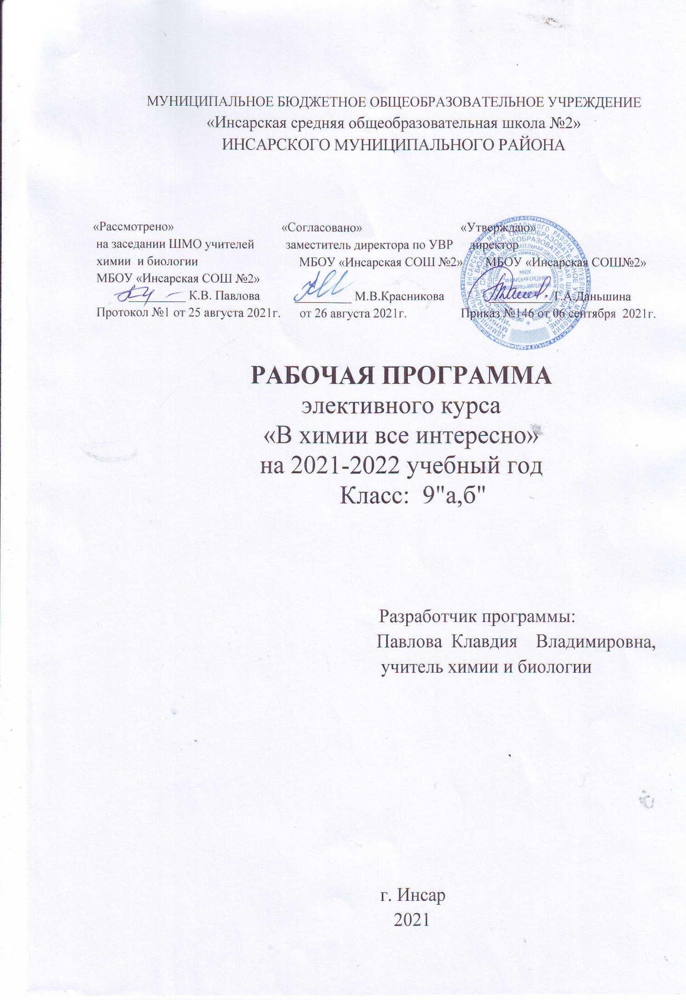 МУНИЦИПАЛЬНОЕ БЮДЖЕТНОЕ ОБЩЕОБРАЗОВАТЕЛЬНОЕ УЧРЕЖДЕНИЕ
«Инсарская средняя общеобразовательная школа №2»
ИНСАРСКОГО МУНИЦИПАЛЬНОГО РАЙОНА
«Рассмотрено»
на заседании ШМО учителей
химии и биологии
МБОУ «Инсарская СОШ №2»
_________ К.В. Павлова
Протокол №1 от 25 августа 2021г.
«Согласовано»
заместитель директора по УВР
МБОУ «Инсарская СОШ №2»
_________ М.В.Красникова
от 26 августа 2021г.
«Утверждаю»
директор
МБОУ «Инсарская СОШ№2»
_________ Т.А.Даньшина
Приказ №146 от 06 сентября 2021г.
МБОУ
"ИНСАРСКАЯ СРЕДНЯЯ
РАБОЧАЯ ПРОГРАММА
элективного курса
«В химии все интересно»
на 2021-2022 учебный год
Класс: 9"а,б"
Разработчик программы:
Павлова Клавдия Владимировна,
учитель химии и биологии
г. Инсар
2021